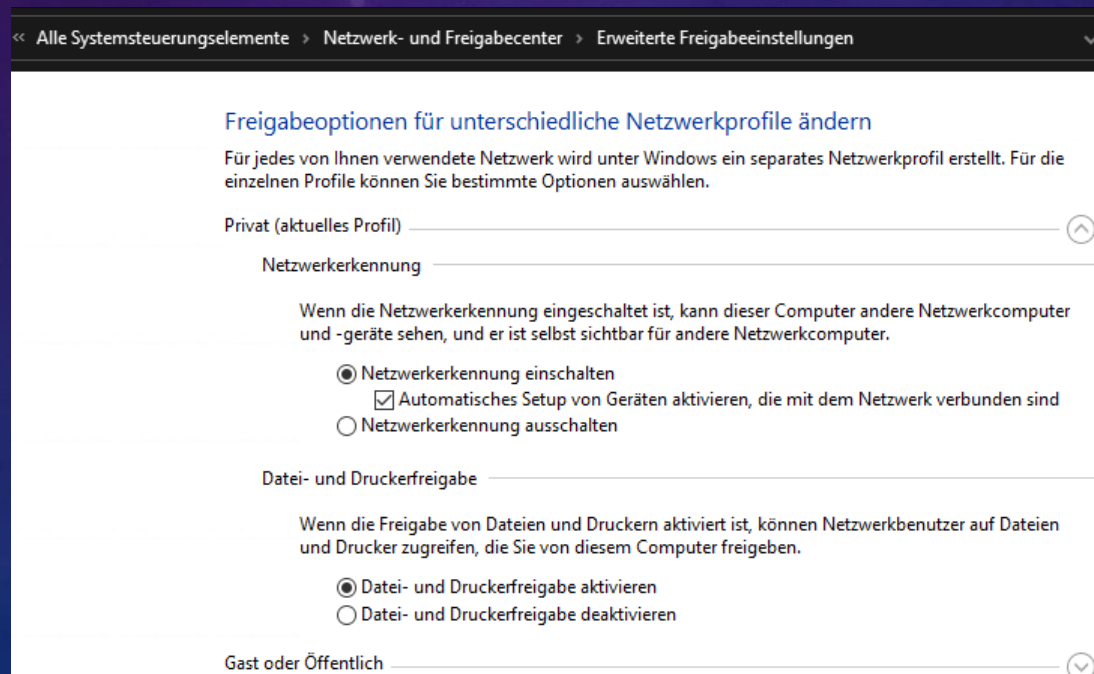 « Alle Systemsteuerungselemente > Netzwerk- und Freigabecenter > Erweiterte Freigabeeinstellungen
Freigabeoptionen für unterschiedliche Netzwerkprofile ändern
Für jedes von Ihnen verwendete Netzwerk wird unter Windows ein separates Netzwerkprofil erstellt. Für die
einzelnen Profile können Sie bestimmte Optionen auswählen.
Privat (aktuelles Profil)
Netzwerkerkennung
Wenn die Netzwerkerkennung eingeschaltet ist, kann dieser Computer andere Netzwerkcomputer
und -geräte sehen, und er ist selbst sichtbar für andere Netzwerkcomputer.
Netzwerkerkennung einschalten
Automatisches Setup von Geräten aktivieren, die mit dem Netzwerk verbunden sind
Netzwerkerkennung ausschalten
Datei- und Druckerfreigabe
Wenn die Freigabe von Dateien und Druckern aktiviert ist, können Netzwerkbenutzer auf Dateien
und Drucker zugreifen, die Sie von diesem Computer freigeben.
Datei- und Druckerfreigabe aktivieren
Datei- und Druckerfreigabe deaktivieren
Gast oder Öffentlich